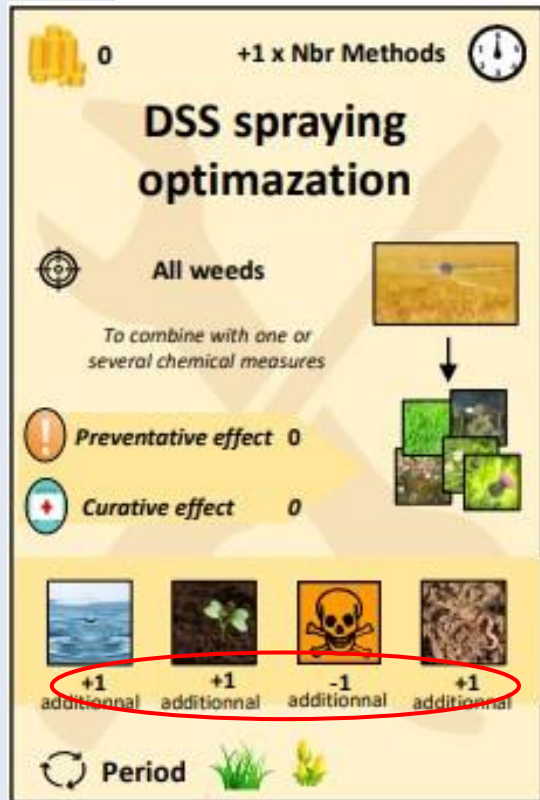 0
+1 x Nbr Methods
DSS spraying
optimazation
All weeds
To combine with one or
several chemical measures
Preventative effect 0
Curative effect 0
+1 +1 -1 +1
additionnal additionnal additionnal additionnal
Period